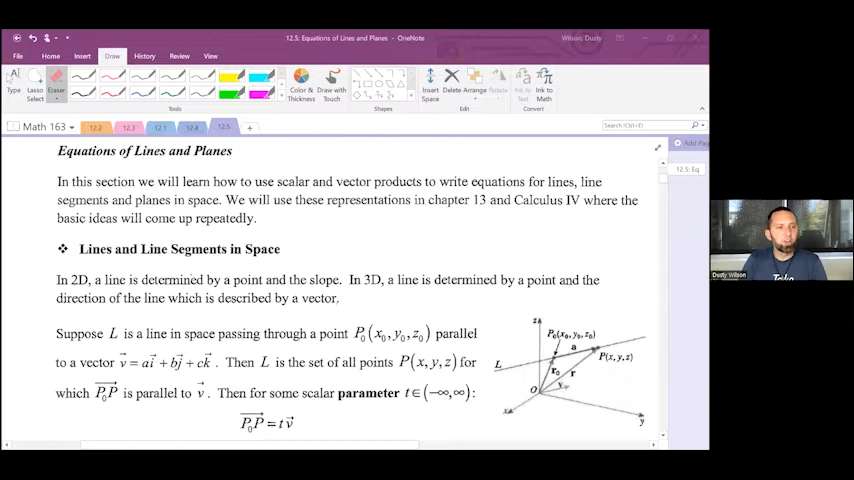 12.5: Equations of Lines and Planes - OneNote
Wilson, Dusty
File Home Insert Draw History Review View
Type
Lasso Select
Eraser
Color & Thickness
Draw with Touch
Insert Space
Delete
Arrange
Rotate
Ink to Text
Ink to Math
Tools
Shapes
Edit
Convert
Math 163 12.2 12.3 12.1 12.4 12.5
Search (Ctrl+E)
Add Pag
12.5: Eq
Equations of Lines and Planes
In this section we will learn how to use scalar and vector products to write equations for lines, line
segments and planes in space. We will use these representations in chapter 13 and Calculus IV where the
basic ideas will come up repeatedly.
❖ Lines and Line Segments in Space
In 2D, a line is determined by a point and the slope. In 3D, a line is determined by a point and the
direction of the line which is described by a vector.
Suppose L is a line in space passing through a point P₀(x₀, y₀, z₀) parallel
to a vector v⃗ = ai⃗ + bj⃗ + ck⃗. Then L is the set of all points P(x, y, z) for
which P₀P⃗ is parallel to v⃗. Then for some scalar parameter t ∈ (−∞, ∞):
P₀P⃗ = t v⃗
z
P₀(x₀, y₀, z₀)
a
L
P(x, y, z)
r₀
r
v
O
x
y
Dusty Wilson